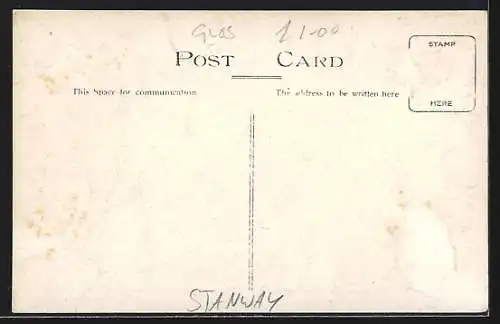 GLOS £1-00
POST CARD
STAMP
HERE
This Space for communication
The address to be written here
STANWAY